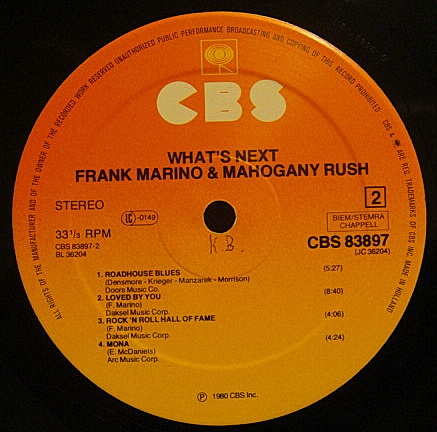 ALL RIGHTS OF THE MANUFACTURER AND OF THE OWNER OF THE RECORDED WORK RESERVED UNAUTHORIZED PUBLIC PERFORMANCE BROADCASTING AND COPYING OF THIS RECORD PROHIBITED
CBS & ARE REG. TRADEMARKS OF CBS INC. MADE IN HOLLAND
CBS
WHAT'S NEXT
FRANK MARINO & MAHOGANY RUSH
STEREO
LC -0149
2
BIEM/STEMRA
CHAPPELL
33 1/3 RPM
CBS 83897
CBS 83897-2
(JC 36204)
BL 36204
K.B.
1. ROADHOUSE BLUES (5:27)
(Densmore - Krieger - Manzarek - Morrison)
Doors Music Co.
2. LOVED BY YOU (8:40)
(F. Marino)
Daksel Music Corp.
3. ROCK'N ROLL HALL OF FAME (4:06)
(F. Marino)
Daksel Music Corp.
4. MONA (4:24)
(E. McDaniels)
Arc Music Corp.
℗ 1980 CBS Inc.